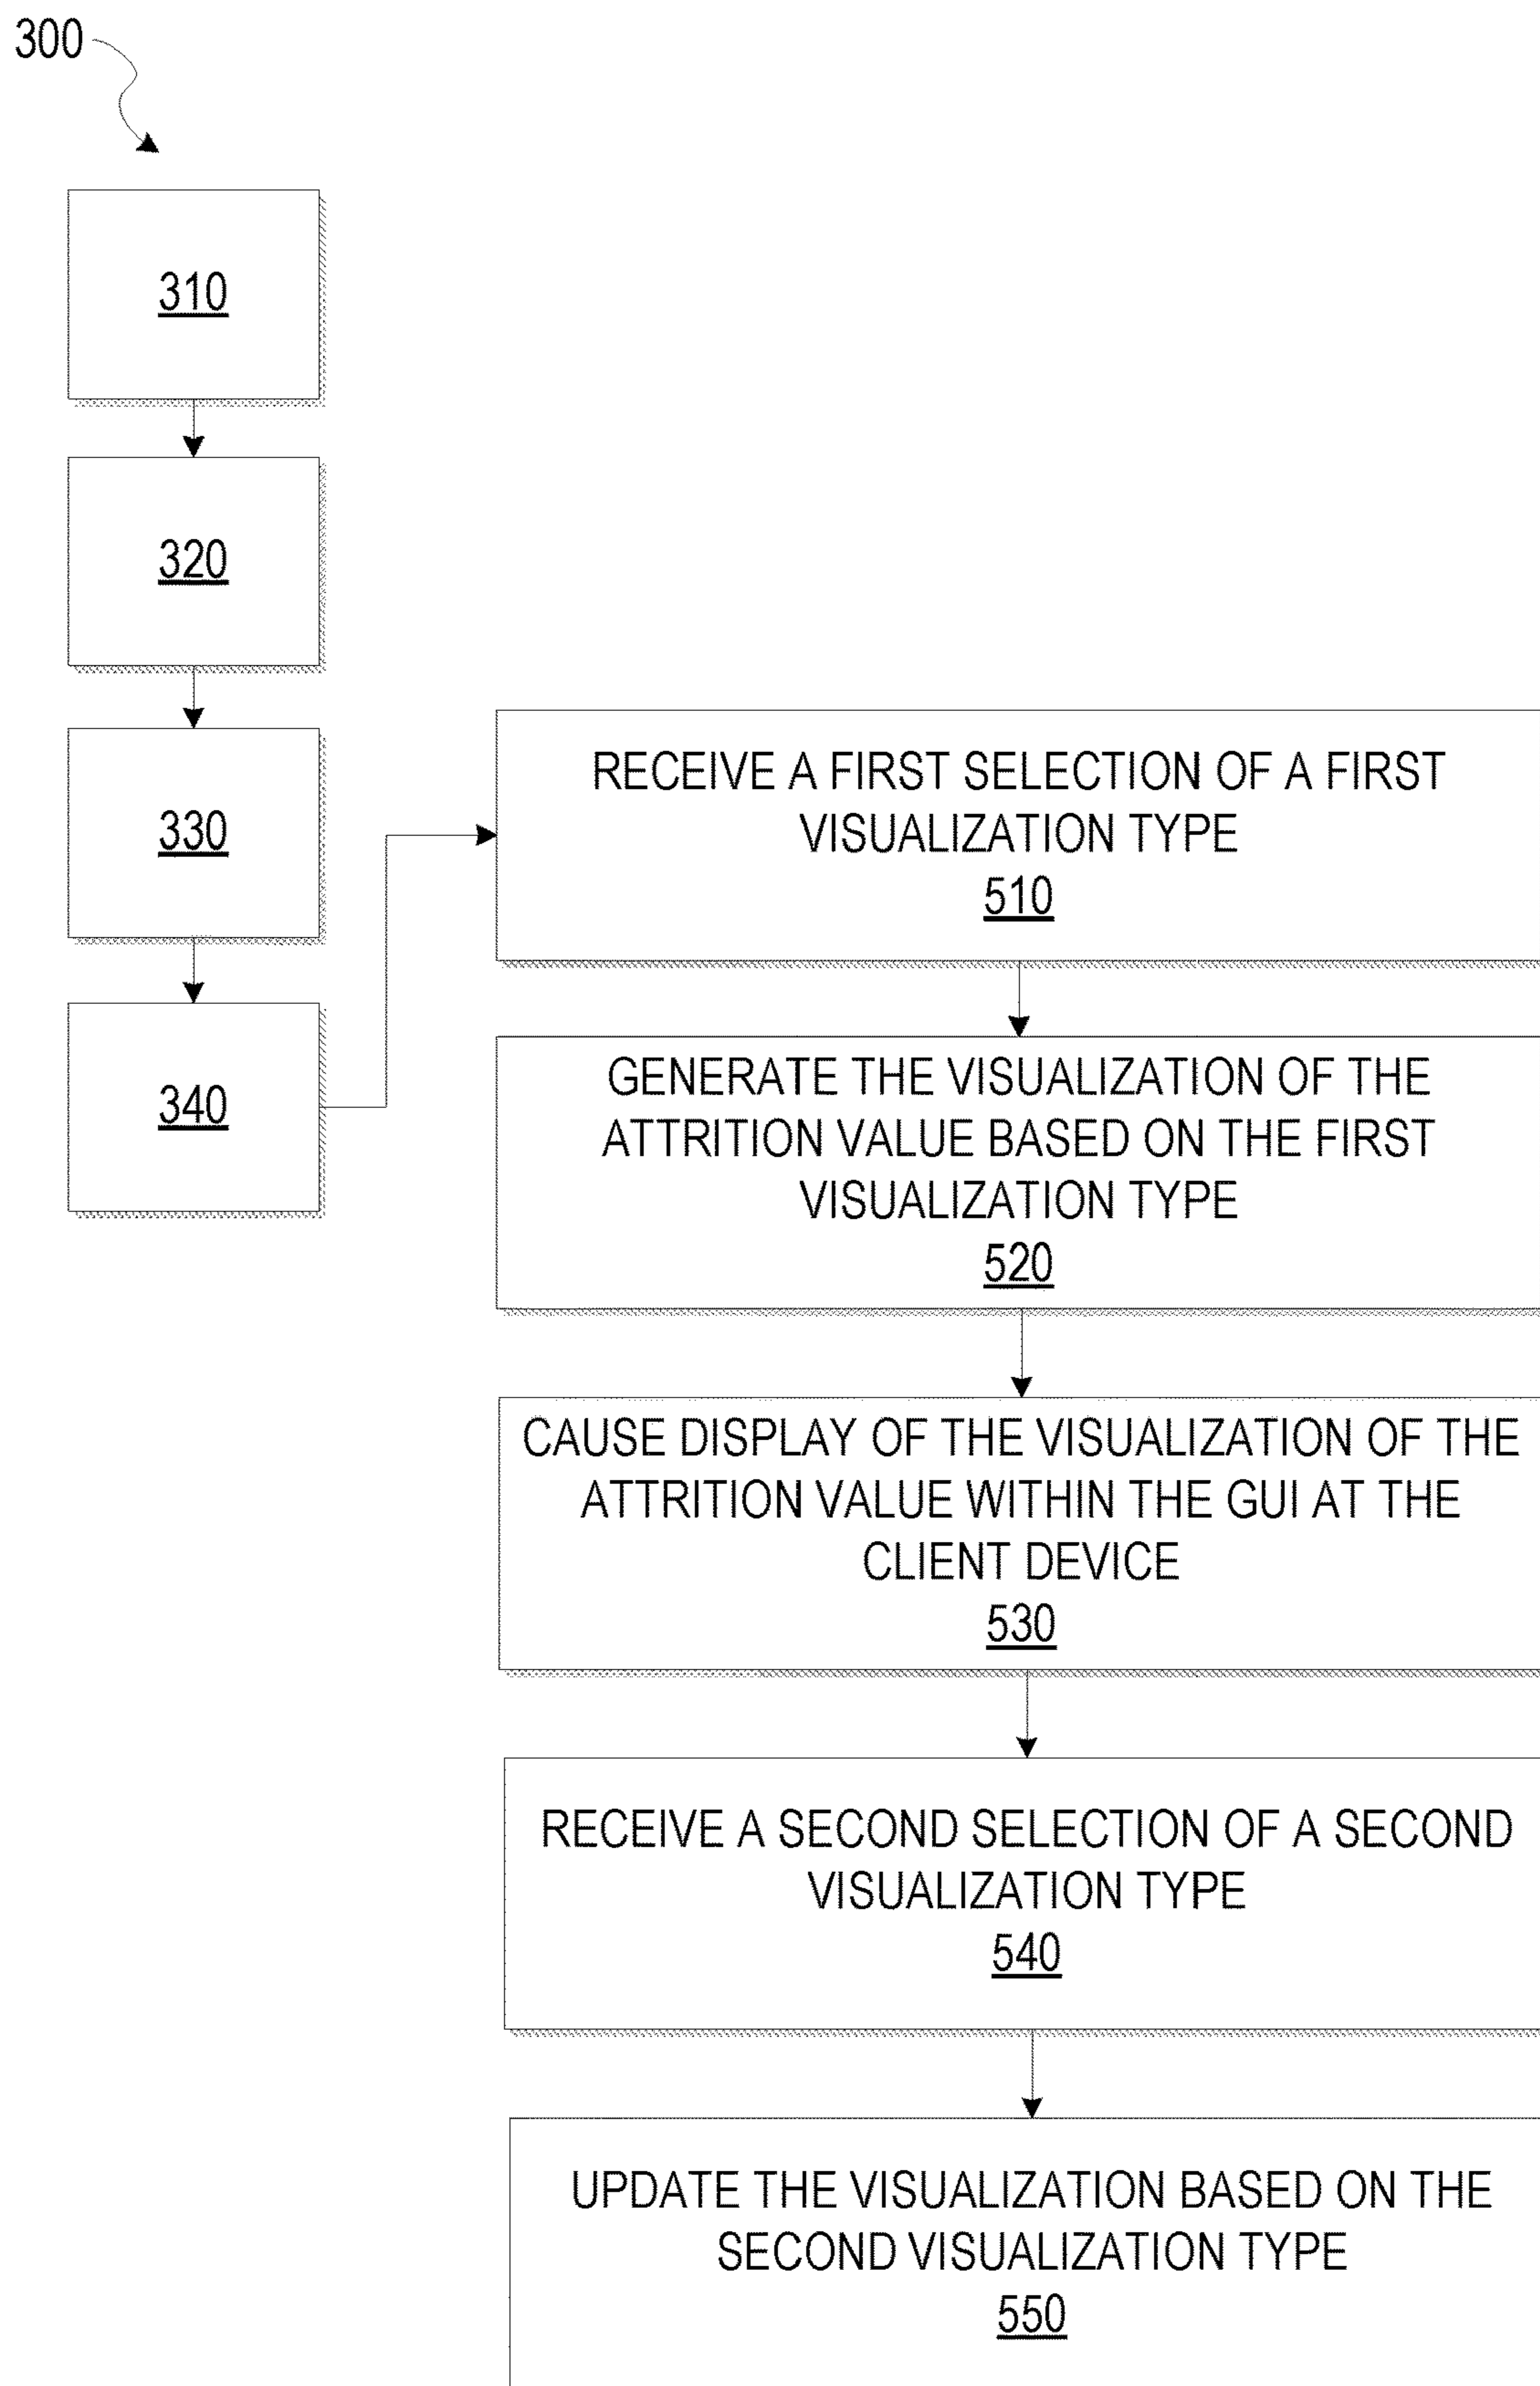 300
310
320
330
340
RECEIVE A FIRST SELECTION OF A FIRST
VISUALIZATION TYPE
510
GENERATE THE VISUALIZATION OF THE
ATTRITION VALUE BASED ON THE FIRST
VISUALIZATION TYPE
520
CAUSE DISPLAY OF THE VISUALIZATION OF THE
ATTRITION VALUE WITHIN THE GUI AT THE
CLIENT DEVICE
530
RECEIVE A SECOND SELECTION OF A SECOND
VISUALIZATION TYPE
540
UPDATE THE VISUALIZATION BASED ON THE
SECOND VISUALIZATION TYPE
550